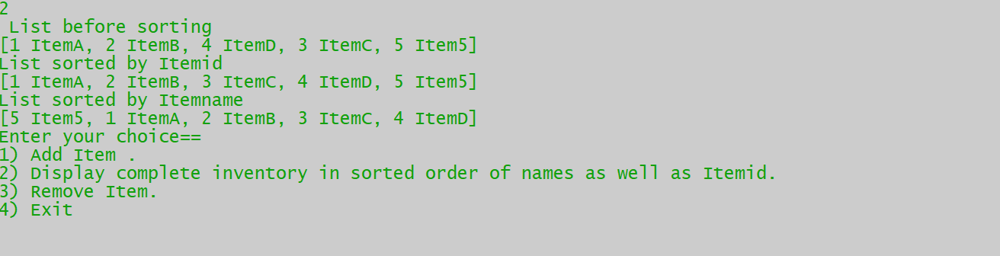 2
List before sorting
[1 ItemA, 2 ItemB, 4 ItemD, 3 ItemC, 5 Item5]
List sorted by Itemid
[1 ItemA, 2 ItemB, 3 ItemC, 4 ItemD, 5 Item5]
List sorted by Itemname
[5 Item5, 1 ItemA, 2 ItemB, 3 ItemC, 4 ItemD]
Enter your choice==
1) Add Item .
2) Display complete inventory in sorted order of names as well as Itemid.
3) Remove Item.
4) Exit